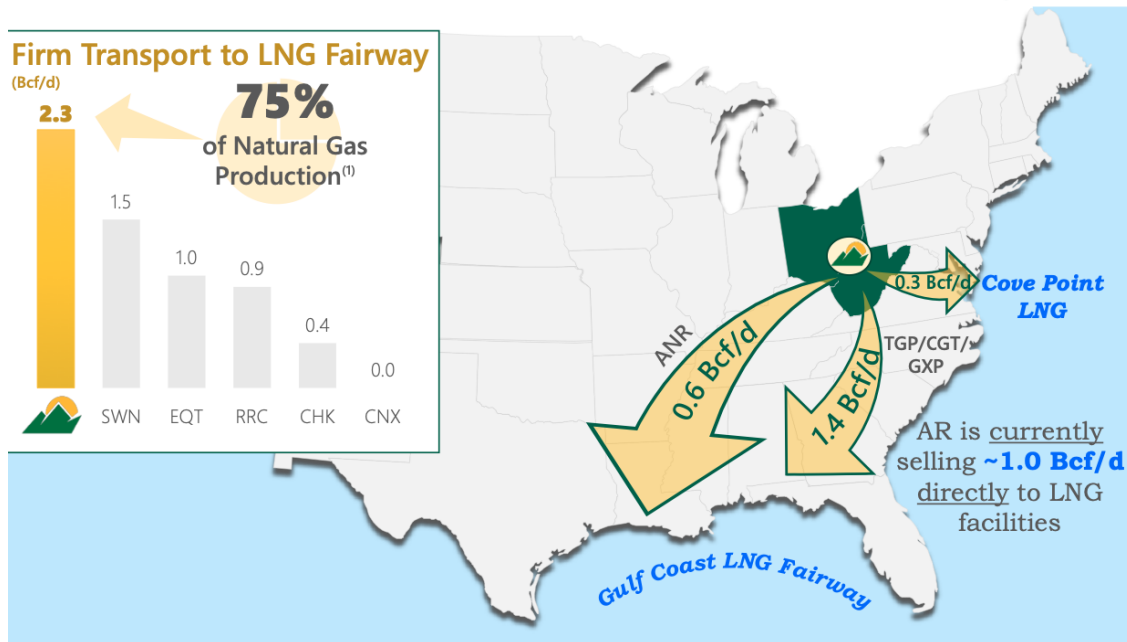 Firm Transport to LNG Fairway
(Bcf/d)
2.3
75%
of Natural Gas
Production(1)
1.5
1.0
0.9
0.4
0.0
SWN
EQT
RRC
CHK
CNX
0.3 Bcf/d
Cove Point
LNG
ANR
0.6 Bcf/d
1.4 Bcf/d
TGP/CGT/
GXP
AR is currently
selling ~1.0 Bcf/d
directly to LNG
facilities
Gulf Coast LNG Fairway